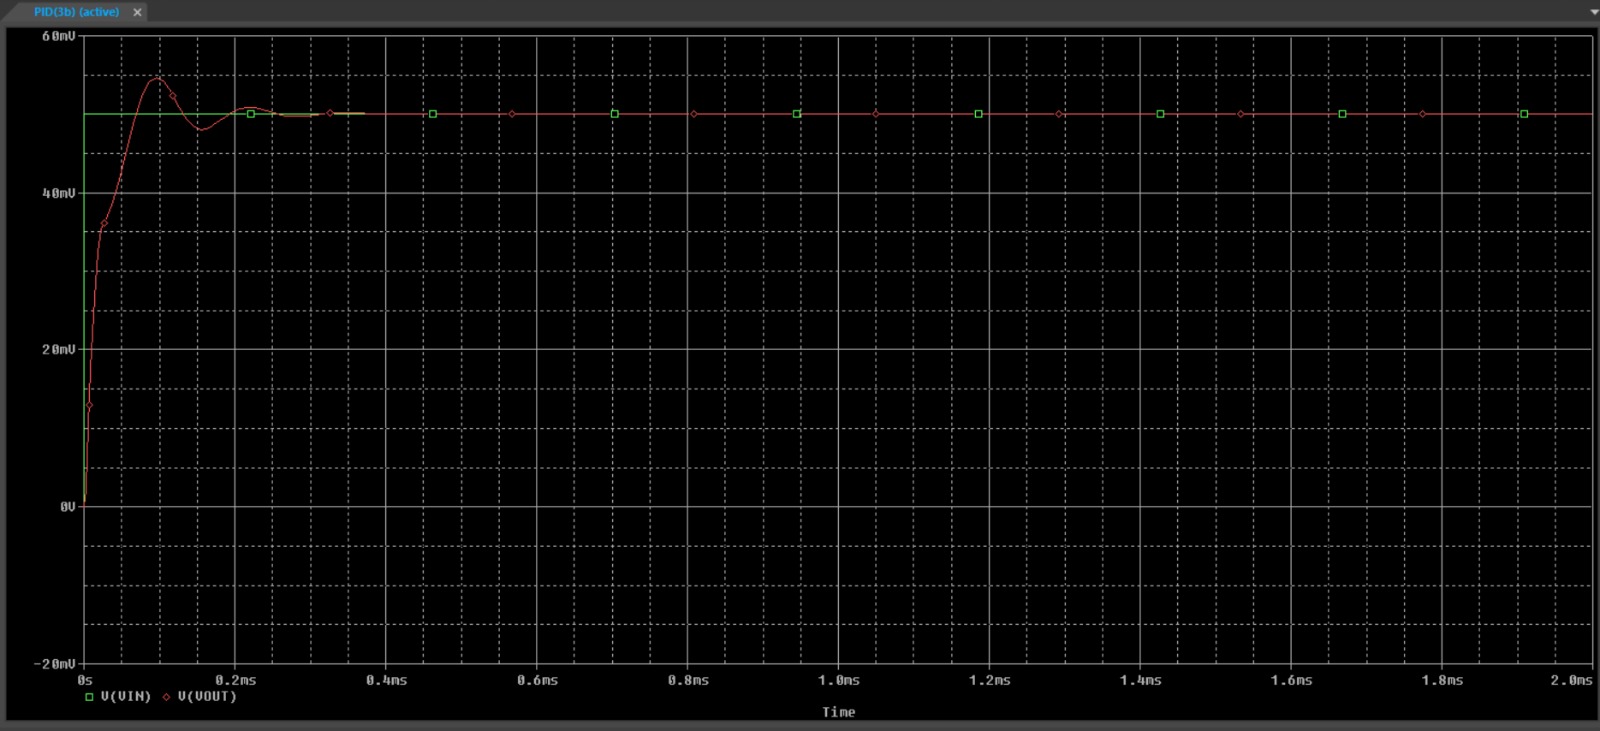 PID(3b) (active)
60mV
40mV
20mV
0V
-20mV
0s 0.2ms 0.4ms 0.6ms 0.8ms 1.0ms 1.2ms 1.4ms 1.6ms 1.8ms 2.0ms
V(VIN) V(VOUT)
Time